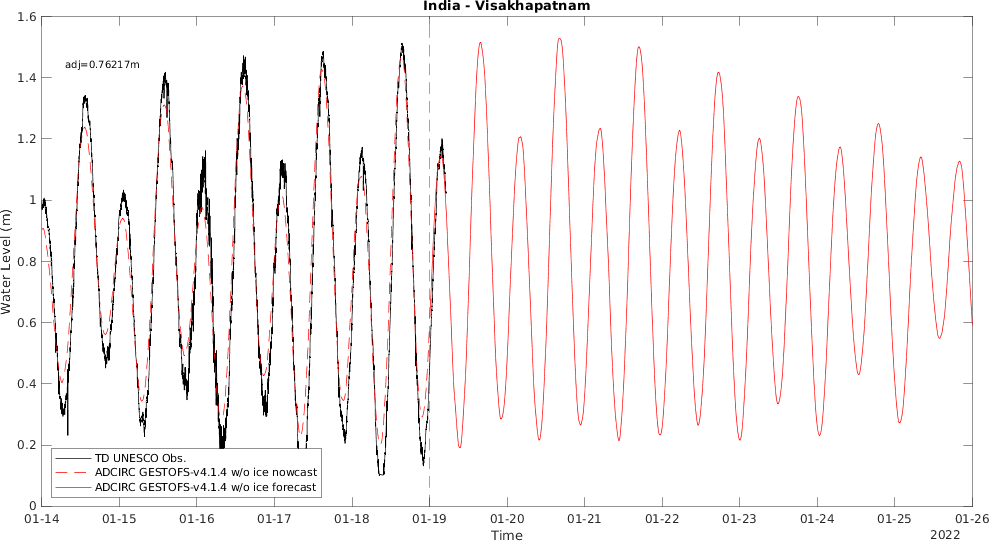 India - Visakhapatnam
adj=0.76217m
1.6
1.4
1.2
1
0.8
0.6
0.4
0.2
0
Water Level (m)
TD UNESCO Obs.
ADCIRC GESTOFS-v4.1.4 w/o ice nowcast
ADCIRC GESTOFS-v4.1.4 w/o ice forecast
01-14 01-15 01-16 01-17 01-18 01-19 01-20 01-21 01-22 01-23 01-24 01-25 01-26
Time
2022